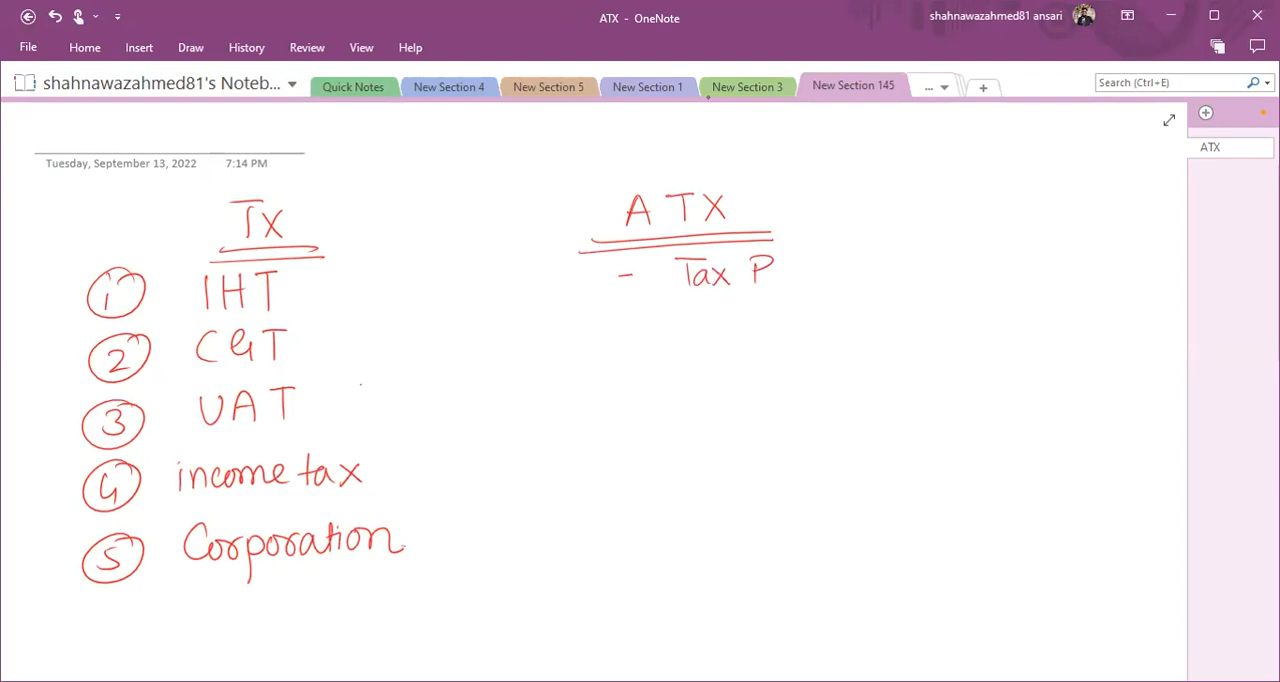 ATX - OneNote
shahnawazahmed81 ansari
File Home Insert Draw History Review View Help
shahnawazahmed81's Noteb...
Quick Notes New Section 4 New Section 5 New Section 1 New Section 3 New Section 145 ...
Search (Ctrl+E)
ATX
Tuesday, September 13, 2022 7:14 PM
TX
1 IHT
2 CGT
3 VAT
4 income tax
5 Corporation
ATX
- Tax P